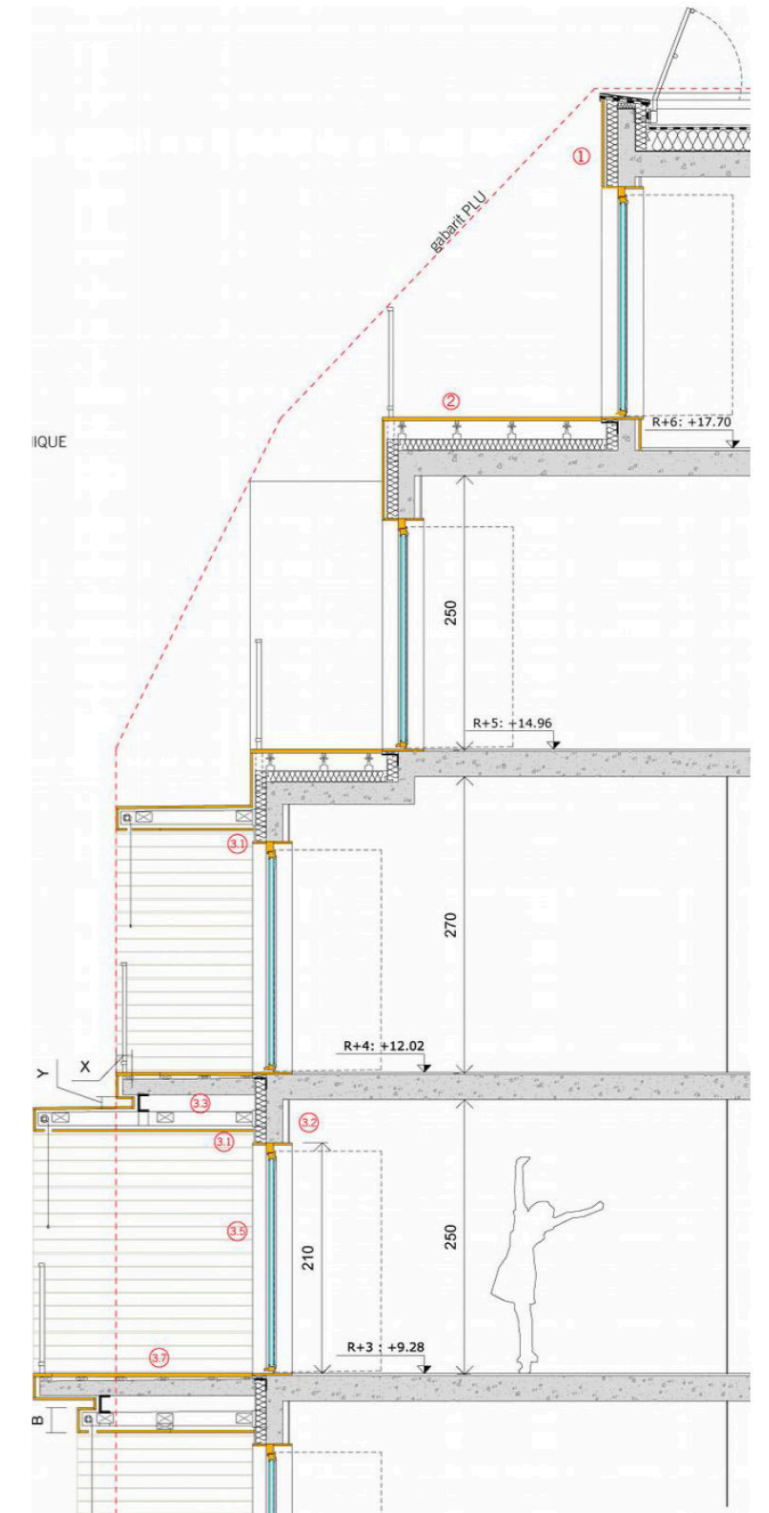 ①
gabarit PLU
②
R+6: +17.70
IQUE
250
R+5: +14.96
3.1
270
R+4: +12.02
X
Y
3.3
3.2
3.1
3.5
210
250
R+3 : +9.28
3.7
B